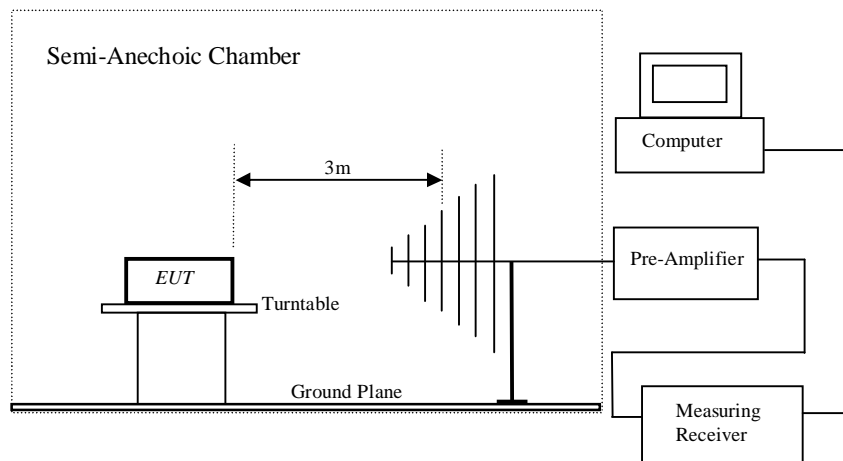 Semi-Anechoic Chamber
Computer
3m
Pre-Amplifier
EUT
Turntable
Ground Plane
Measuring
Receiver